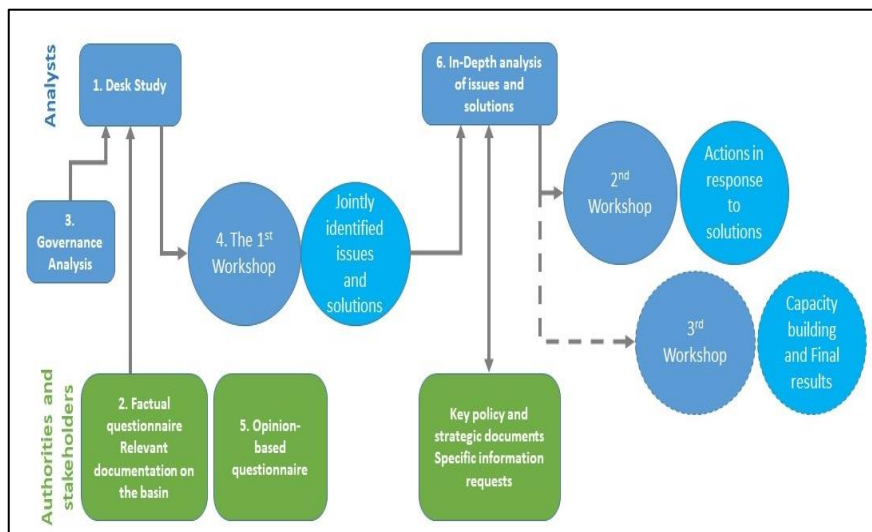 Analysts
1. Desk Study
6. In-Depth analysis
of issues and
solutions
3.
Governance
Analysis
4. The 1st
Workshop
Jointly
identified
issues
and
solutions
2nd
Workshop
Actions in
response
to
solutions
3rd
Workshop
Capacity
building
and Final
results
Authorities and
stakeholders
2. Factual
questionnaire
Relevant
documentation on
the basin
5. Opinion-
based
questionnaire
Key policy and
strategic documents
Specific information
requests